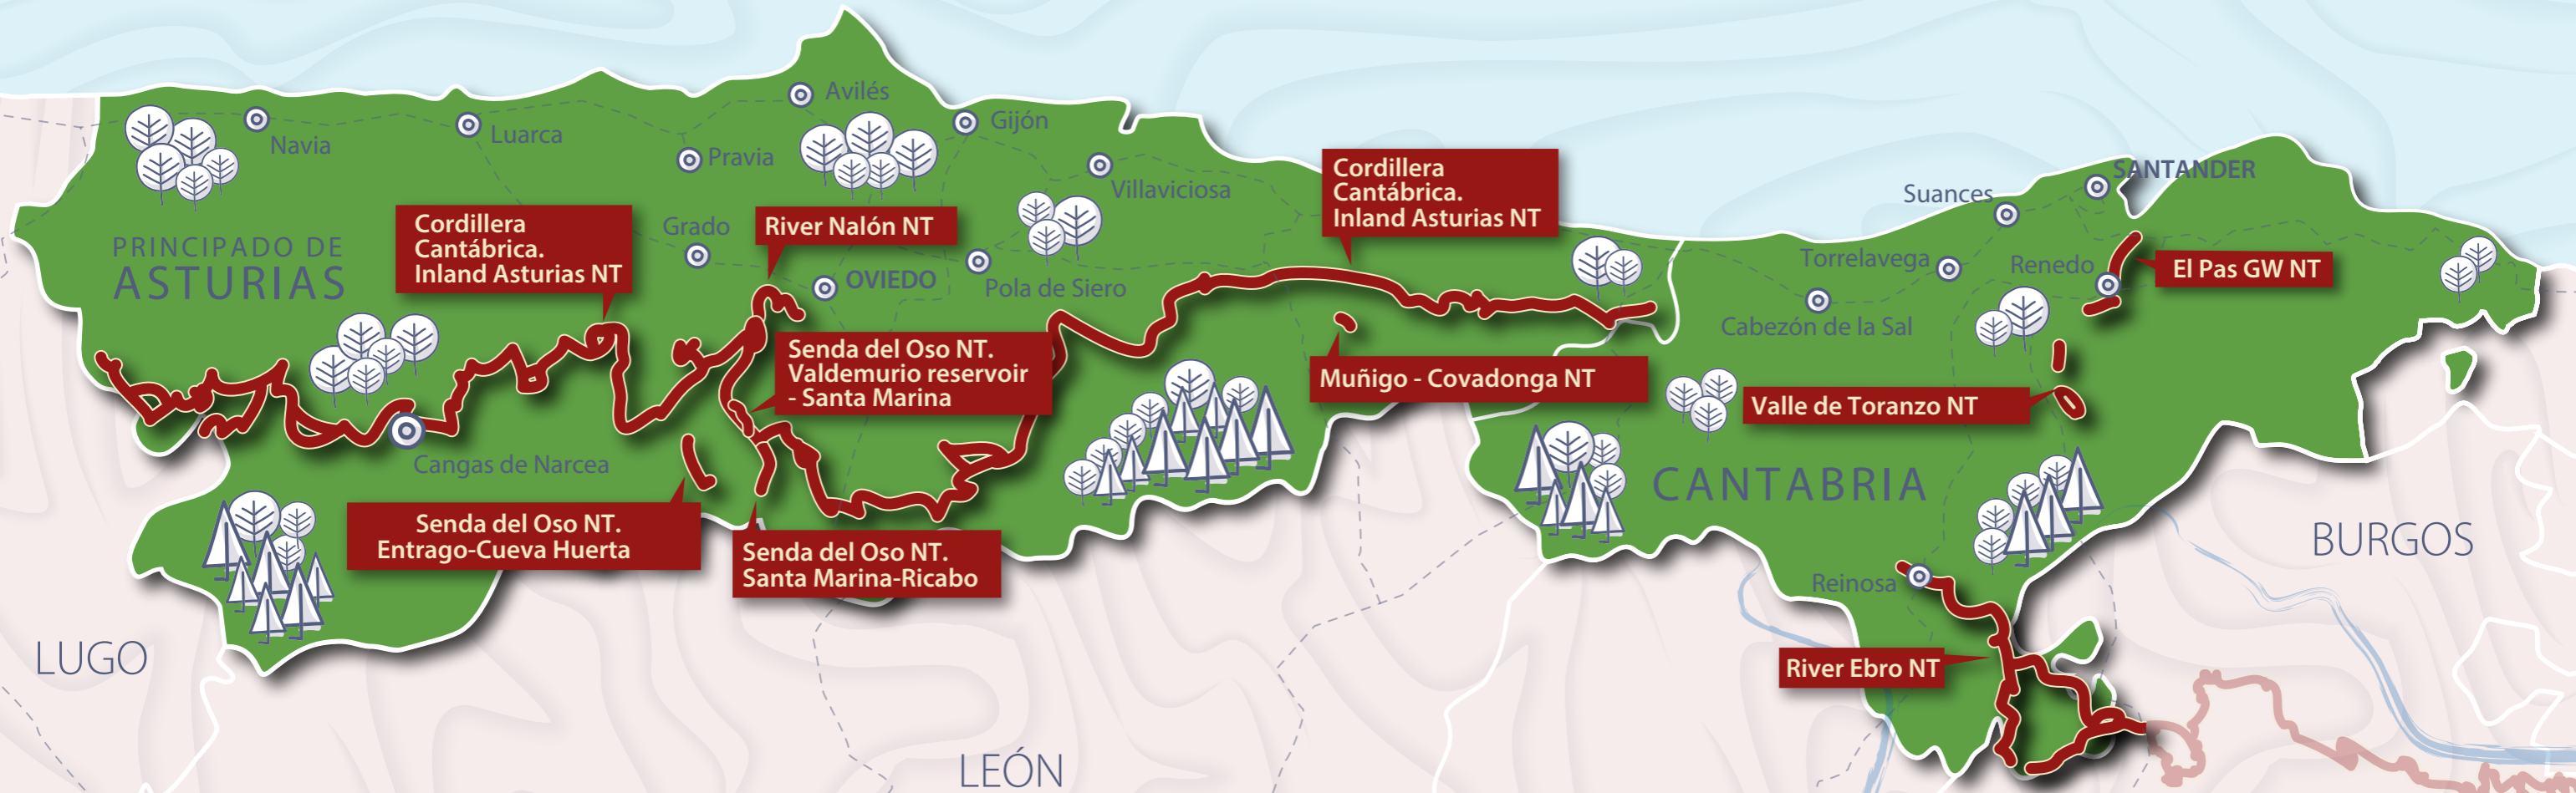 Avilés
Gijón
Navia
Luarca
Pravia
Villaviciosa
PRINCIPADO DE
ASTURIAS
Cordillera
Cantábrica.
Inland Asturias NT
Grado
River Nalón NT
OVIEDO
Pola de Siero
Cordillera
Cantábrica.
Inland Asturias NT
Senda del Oso NT.
Valdemurio reservoir
- Santa Marina
Muñigo - Covadonga NT
Cangas de Narcea
Senda del Oso NT.
Entrago-Cueva Huerta
Senda del Oso NT.
Santa Marina-Ricabo
SANTANDER
Suances
Torrelavega
Renedo
El Pas GW NT
Cabezón de la Sal
Valle de Toranzo NT
CANTABRIA
Reinosa
River Ebro NT
BURGOS
LUGO
LEÓN